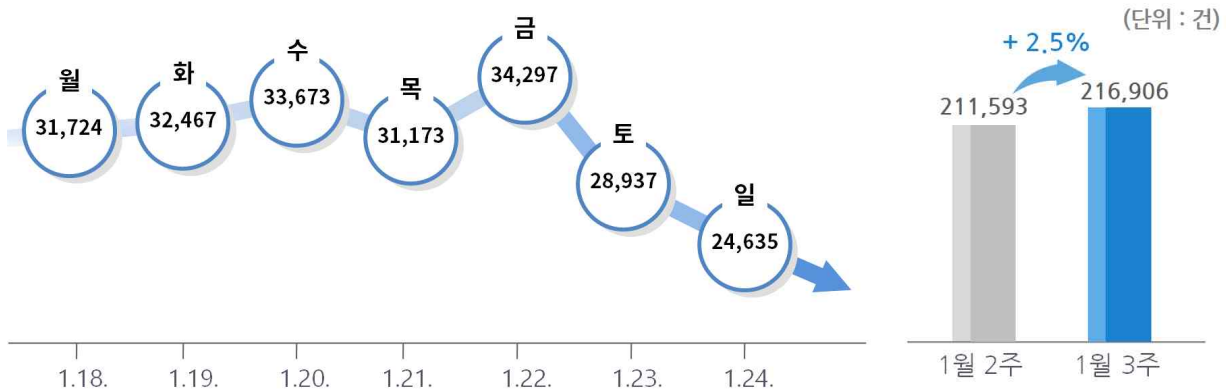 (단위 : 건)
월 화 수 목 금 토 일
31,724 32,467 33,673 31,173 34,297 28,937 24,635
1.18. 1.19. 1.20. 1.21. 1.22. 1.23. 1.24.
+ 2.5%
211,593 216,906
1월 2주 1월 3주